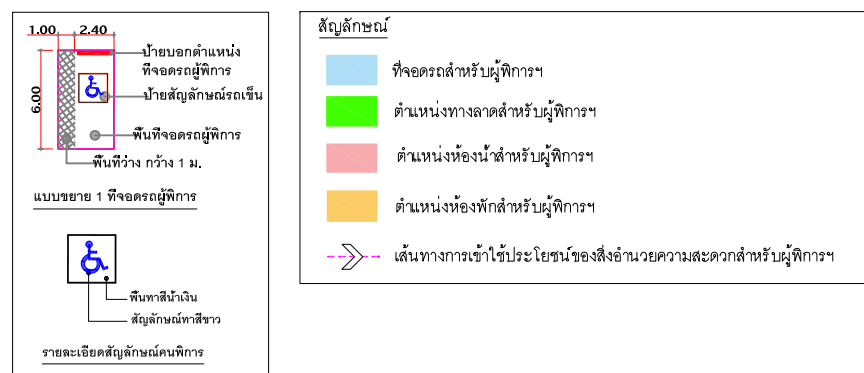 1.00 2.40
6.00
ป้ายบอกตำแหน่ง
ที่จอดรถผู้พิการ
ป้ายสัญลักษณ์รถเข็น
พื้นที่จอดรถผู้พิการ
พื้นที่ว่าง กว้าง 1 ม.
แบบขยาย 1 ที่จอดรถผู้พิการ
พื้นทาสีน้ำเงิน
สัญลักษณ์ทาสีขาว
รายละเอียดสัญลักษณ์คนพิการ
สัญลักษณ์
ที่จอดรถสำหรับผู้พิการฯ
ตำแหน่งทางลาดสำหรับผู้พิการฯ
ตำแหน่งห้องน้ำสำหรับผู้พิการฯ
ตำแหน่งห้องพักสำหรับผู้พิการฯ
เส้นทางการเข้าใช้ประโยชน์ของสิ่งอำนวยความสะดวกสำหรับผู้พิการฯ